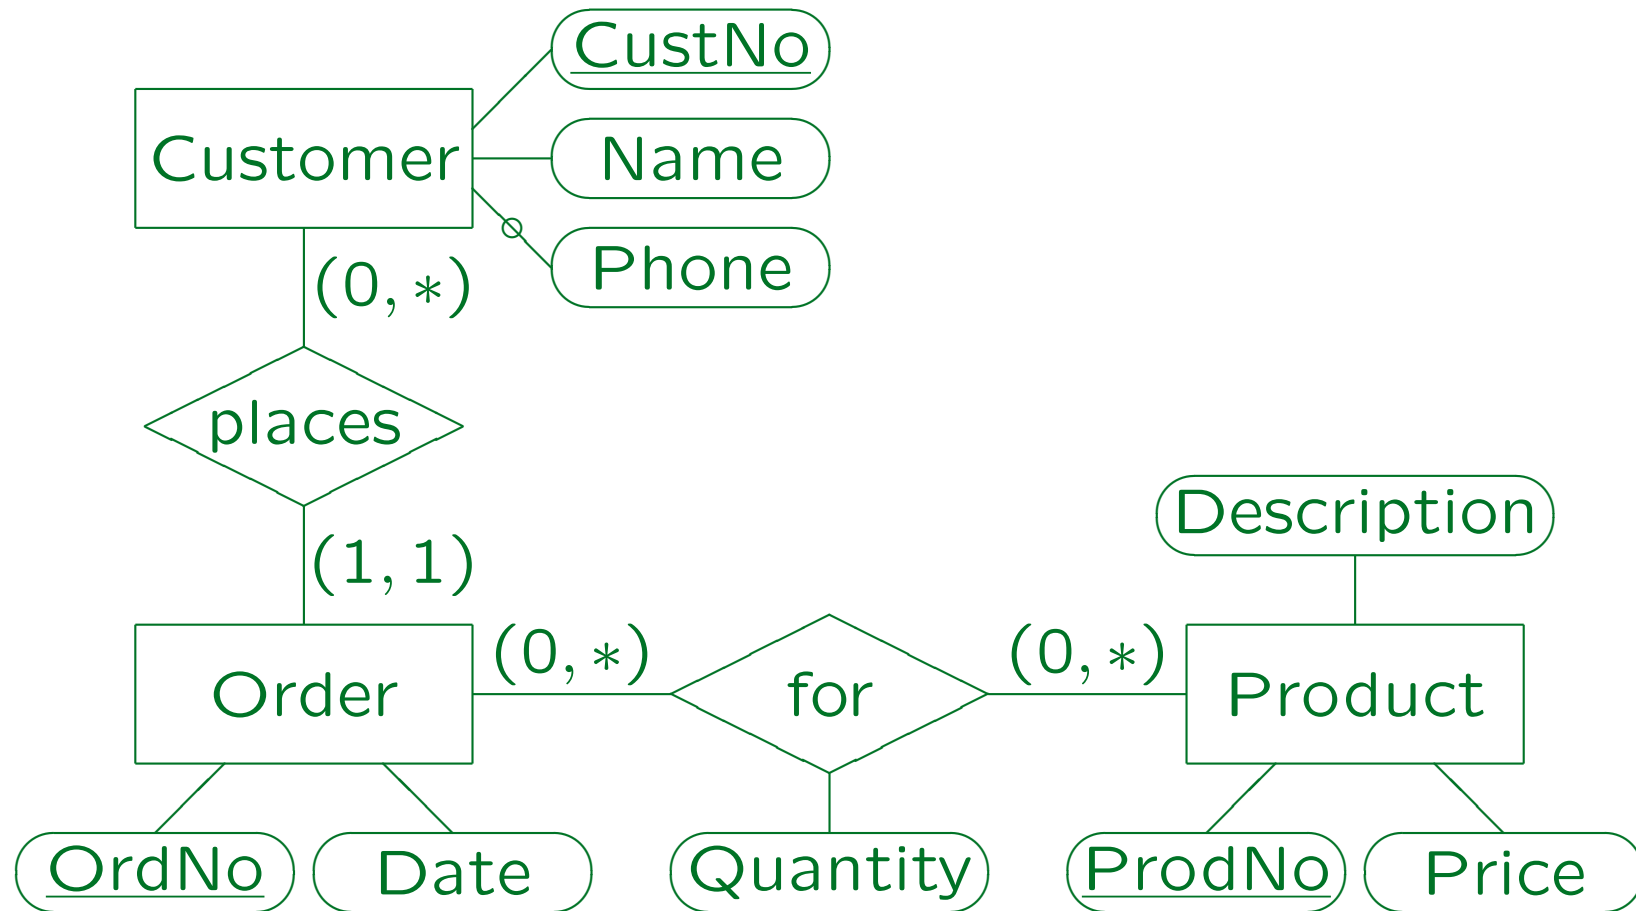 CustNo
Customer
Name
Phone
(0,∗)
places
Description
(1,1)
(0,∗)
(0,∗)
Order
for
Product
OrdNo
Date
Quantity
ProdNo
Price